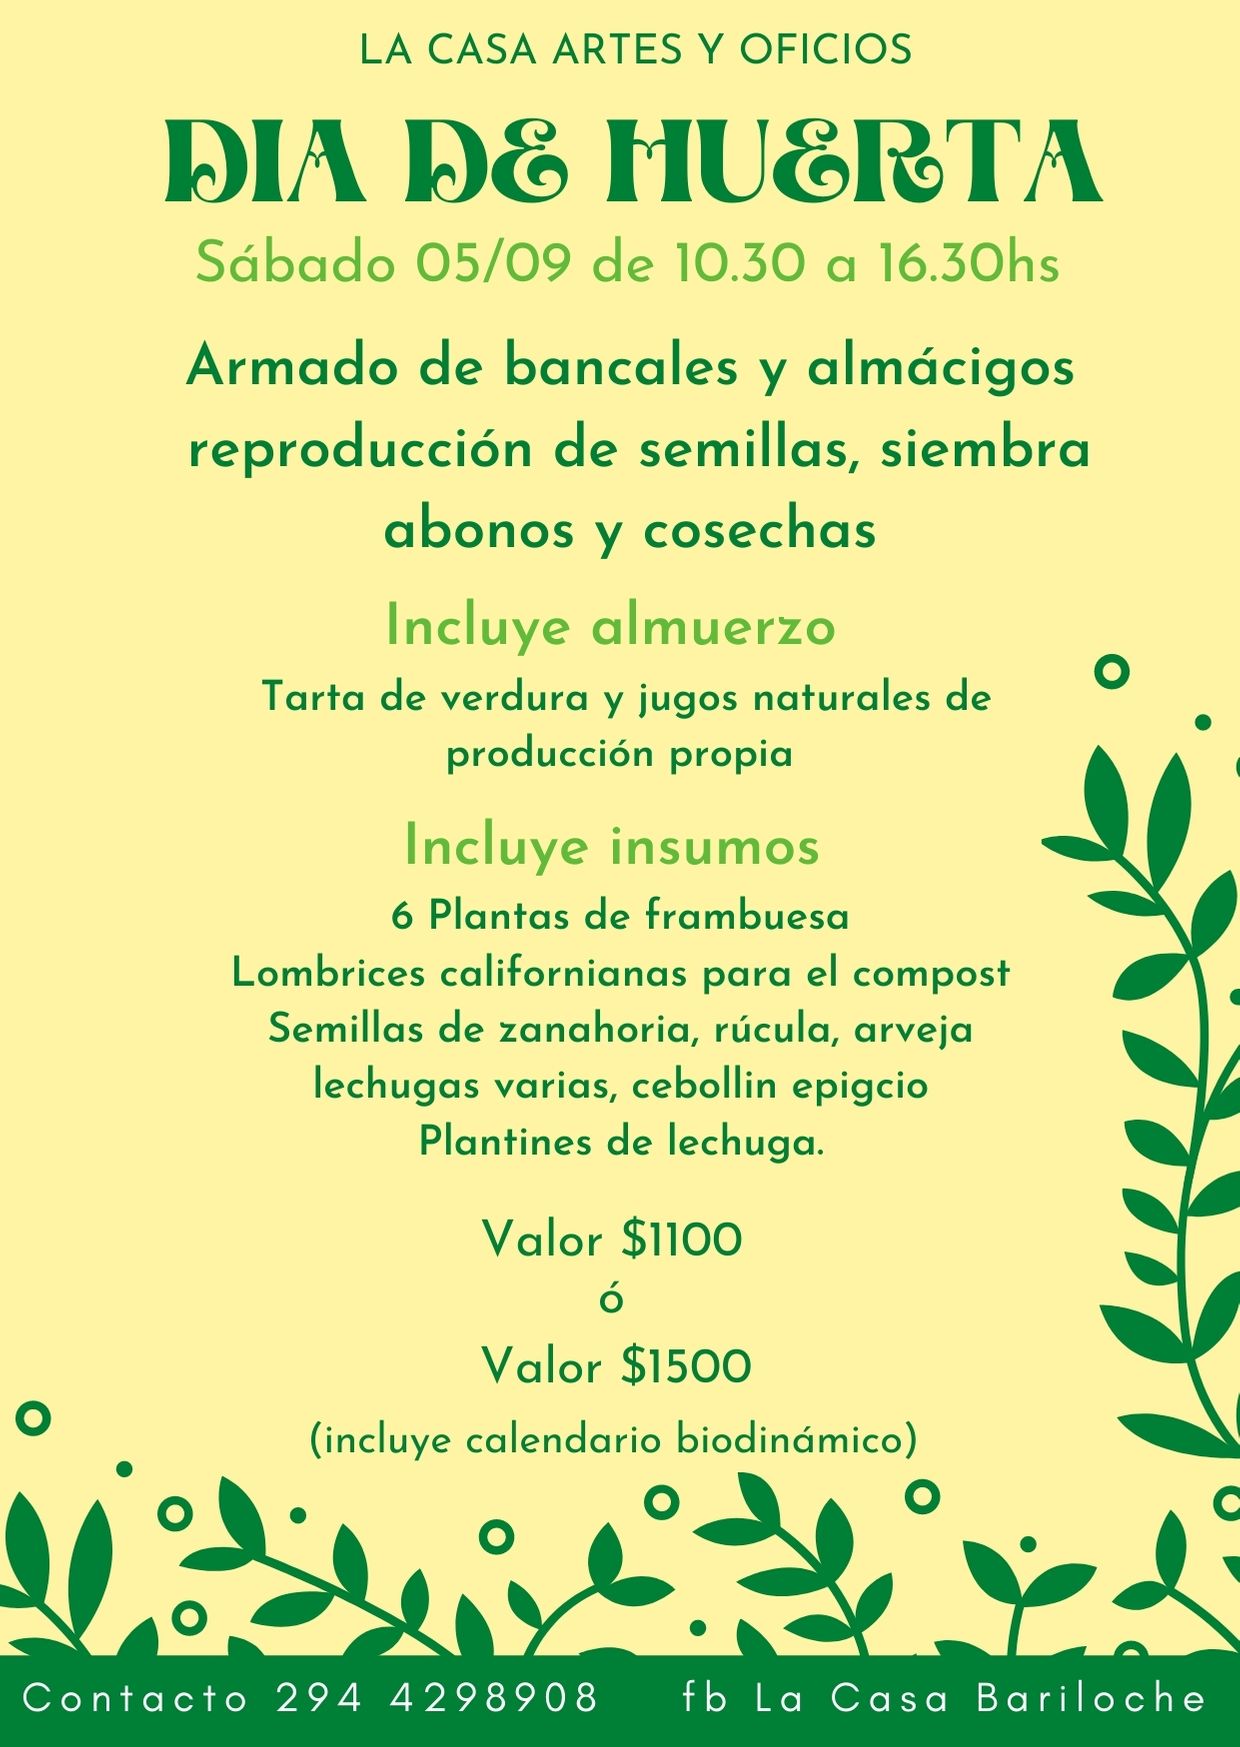 LA CASA ARTES Y OFICIOS
DIA DE HUERTA
Sábado 05/09 de 10.30 a 16.30hs
Armado de bancales y almácigos
reproducción de semillas, siembra
abonos y cosechas
Incluye almuerzo
Tarta de verdura y jugos naturales de
producción propia
Incluye insumos
6 Plantas de frambuesa
Lombrices californianas para el compost
Semillas de zanahoria, rúcula, arveja
lechugas varias, cebollin epigcio
Plantines de lechuga.
Valor $1100
ó
Valor $1500
(incluye calendario biodinámico)
Contacto 294 4298908 fb La Casa Bariloche